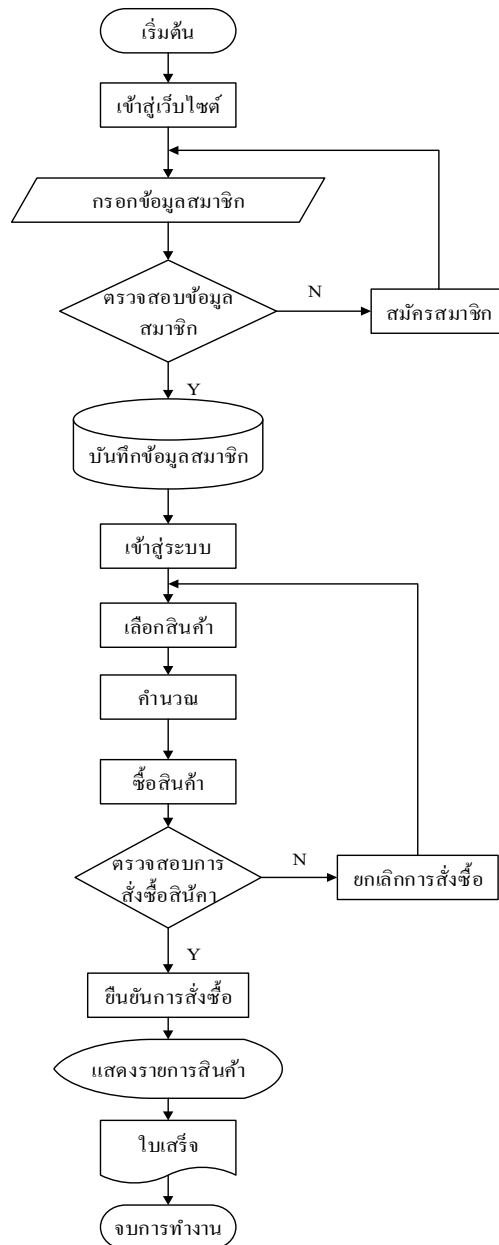 เริ่มต้น
เข้าสู่เว็บไซต์
กรอกข้อมูลสมาชิก
ตรวจสอบข้อมูล
สมาชิก
N
สมัครสมาชิก
Y
บันทึกข้อมูลสมาชิก
เข้าสู่ระบบ
เลือกสินค้า
คำนวณ
ซื้อสินค้า
ตรวจสอบการ
สั่งซื้อสิน้คา
N
ยกเลิกการสั่งซื้อ
Y
ยืนยันการสั่งซื้อ
แสดงรายการสินค้า
ใบเสร็จ
จบการทำงาน